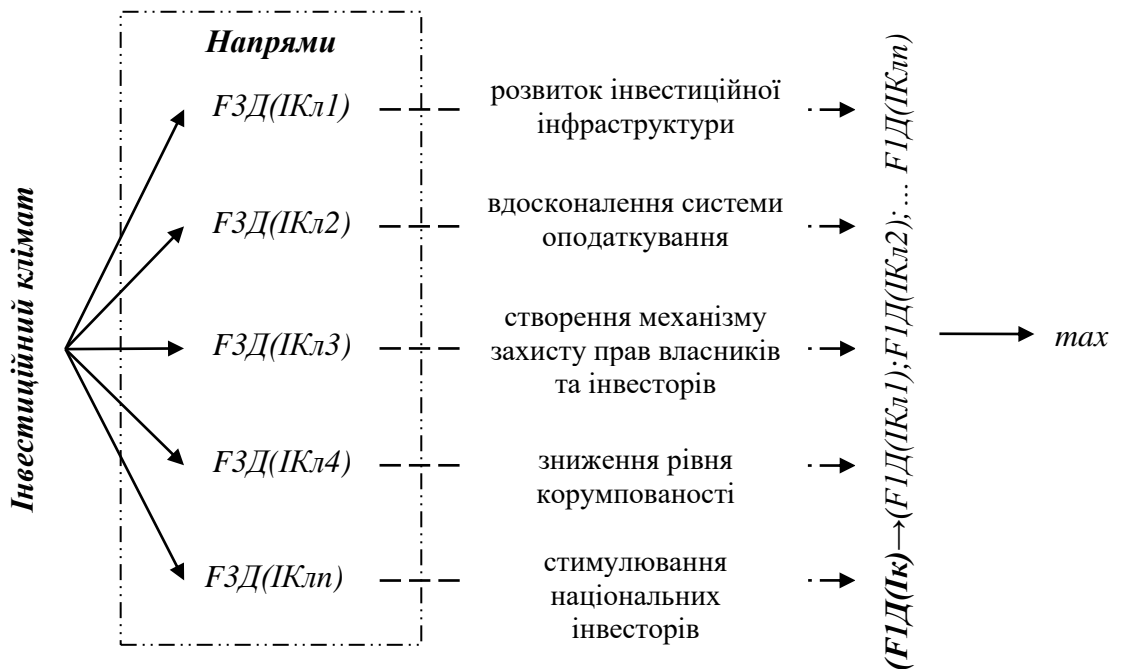 Інвестиційний клімат
Напрями
F3Д(ІКл1)
розвиток інвестиційної
інфраструктури
F3Д(ІКл2)
вдосконалення системи
оподаткування
F3Д(ІКл3)
створення механізму
захисту прав власників
та інвесторів
F3Д(ІКл4)
зниження рівня
корумпованості
F3Д(ІКлn)
стимулювання
національних
інвесторів
(F1Д(Ік)→(F1Д(ІКл1);F1Д(ІКл2); ... F1Д(ІКлn)
max